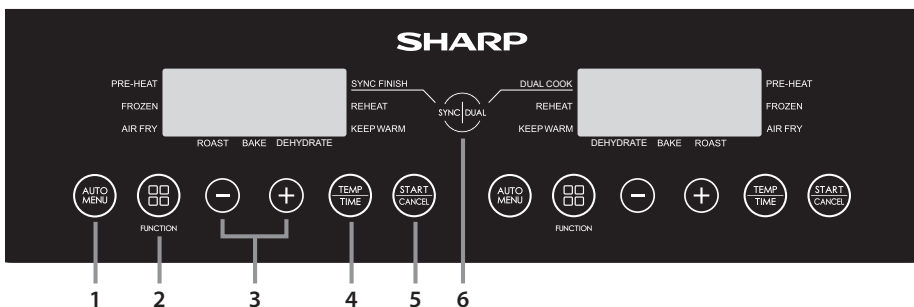 SHARP
PRE-HEAT
FROZEN
AIR FRY
SYNC FINISH
REHEAT
KEEP WARM
ROAST BAKE DEHYDRATE
SYNC DUAL
DUAL COOK
REHEAT
KEEP WARM
PRE-HEAT
FROZEN
AIR FRY
DEHYDRATE BAKE ROAST
AUTO
MENU
FUNCTION
− +
TEMP
TIME
START
CANCEL
AUTO
MENU
FUNCTION
− +
TEMP
TIME
START
CANCEL
1 2 3 4 5 6